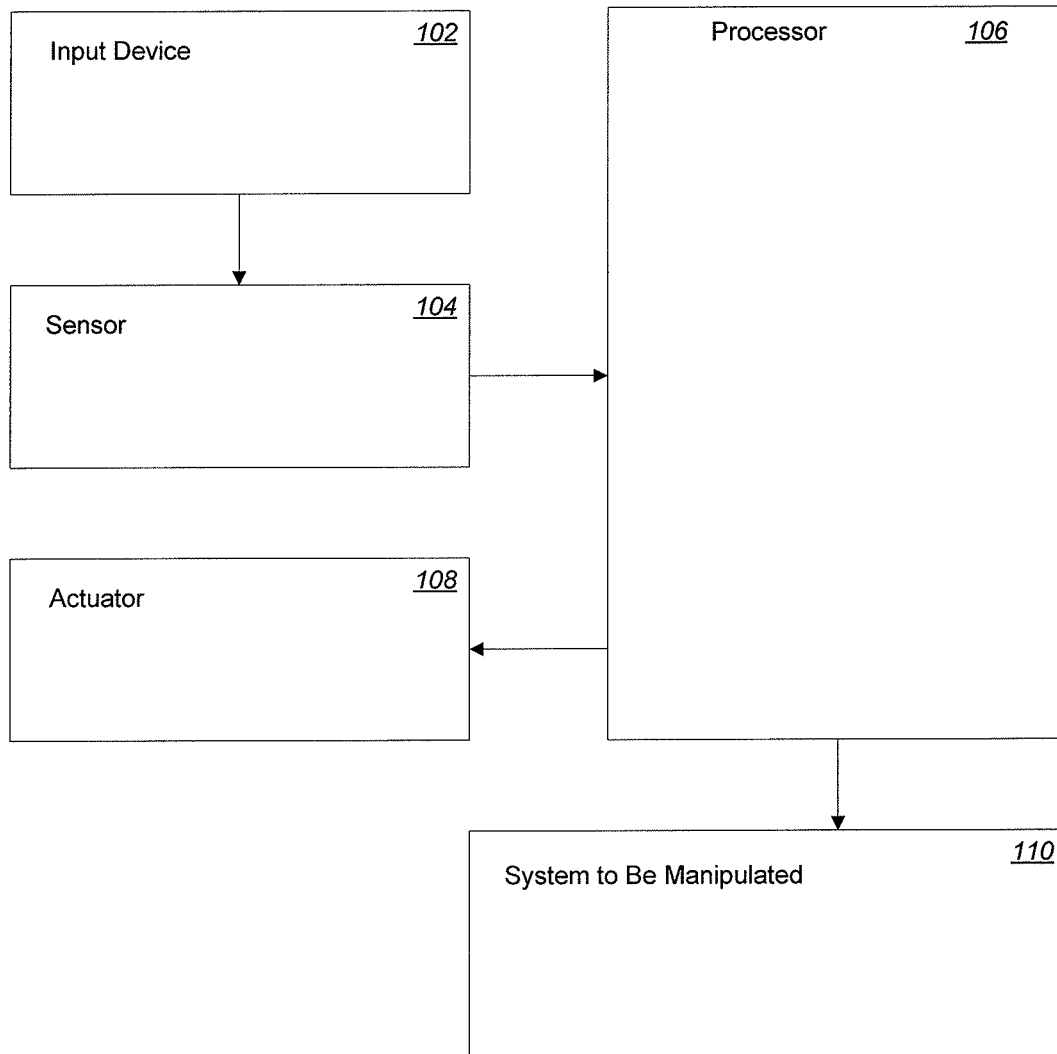 Input Device 102
Processor 106
Sensor 104
Actuator 108
System to Be Manipulated 110